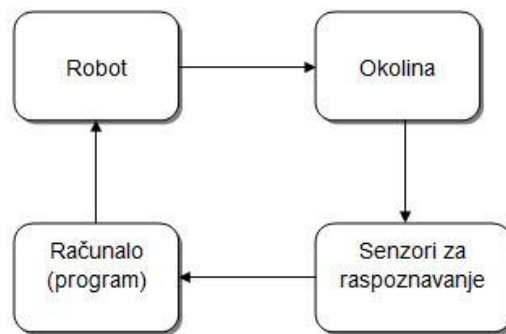 Robot
Okolina
Računalo
(program)
Senzori za
raspoznavanje